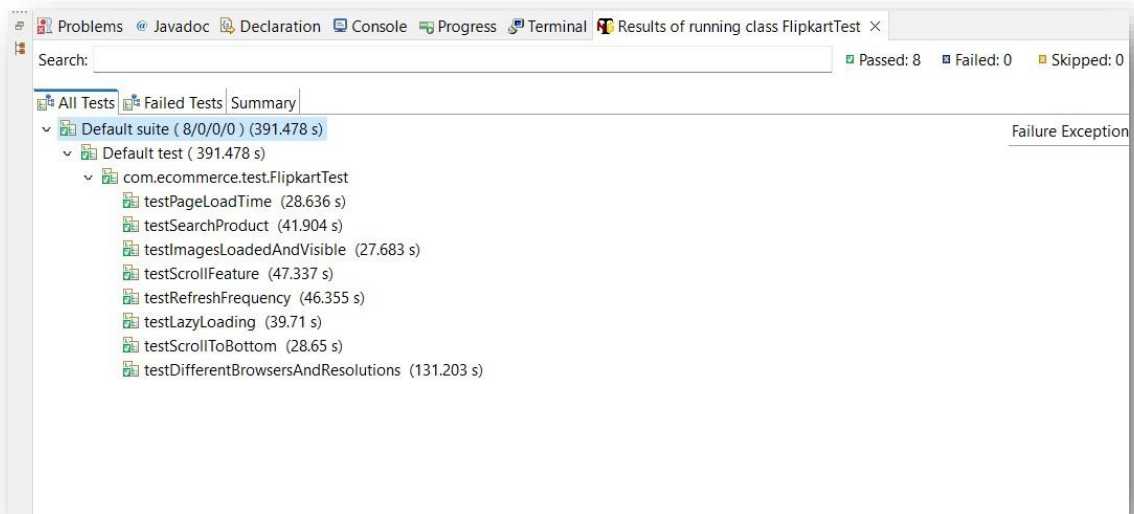 Problems @ Javadoc Declaration Console Progress Terminal Results of running class FlipkartTest ×
Search: Passed: 8 Failed: 0 Skipped: 0
All Tests Failed Tests Summary
Default suite ( 8/0/0/0 ) (391.478 s) Failure Exception
Default test ( 391.478 s)
com.ecommerce.test.FlipkartTest
testPageLoadTime (28.636 s)
testSearchProduct (41.904 s)
testImagesLoadedAndVisible (27.683 s)
testScrollFeature (47.337 s)
testRefreshFrequency (46.355 s)
testLazyLoading (39.71 s)
testScrollToBottom (28.65 s)
testDifferentBrowsersAndResolutions (131.203 s)